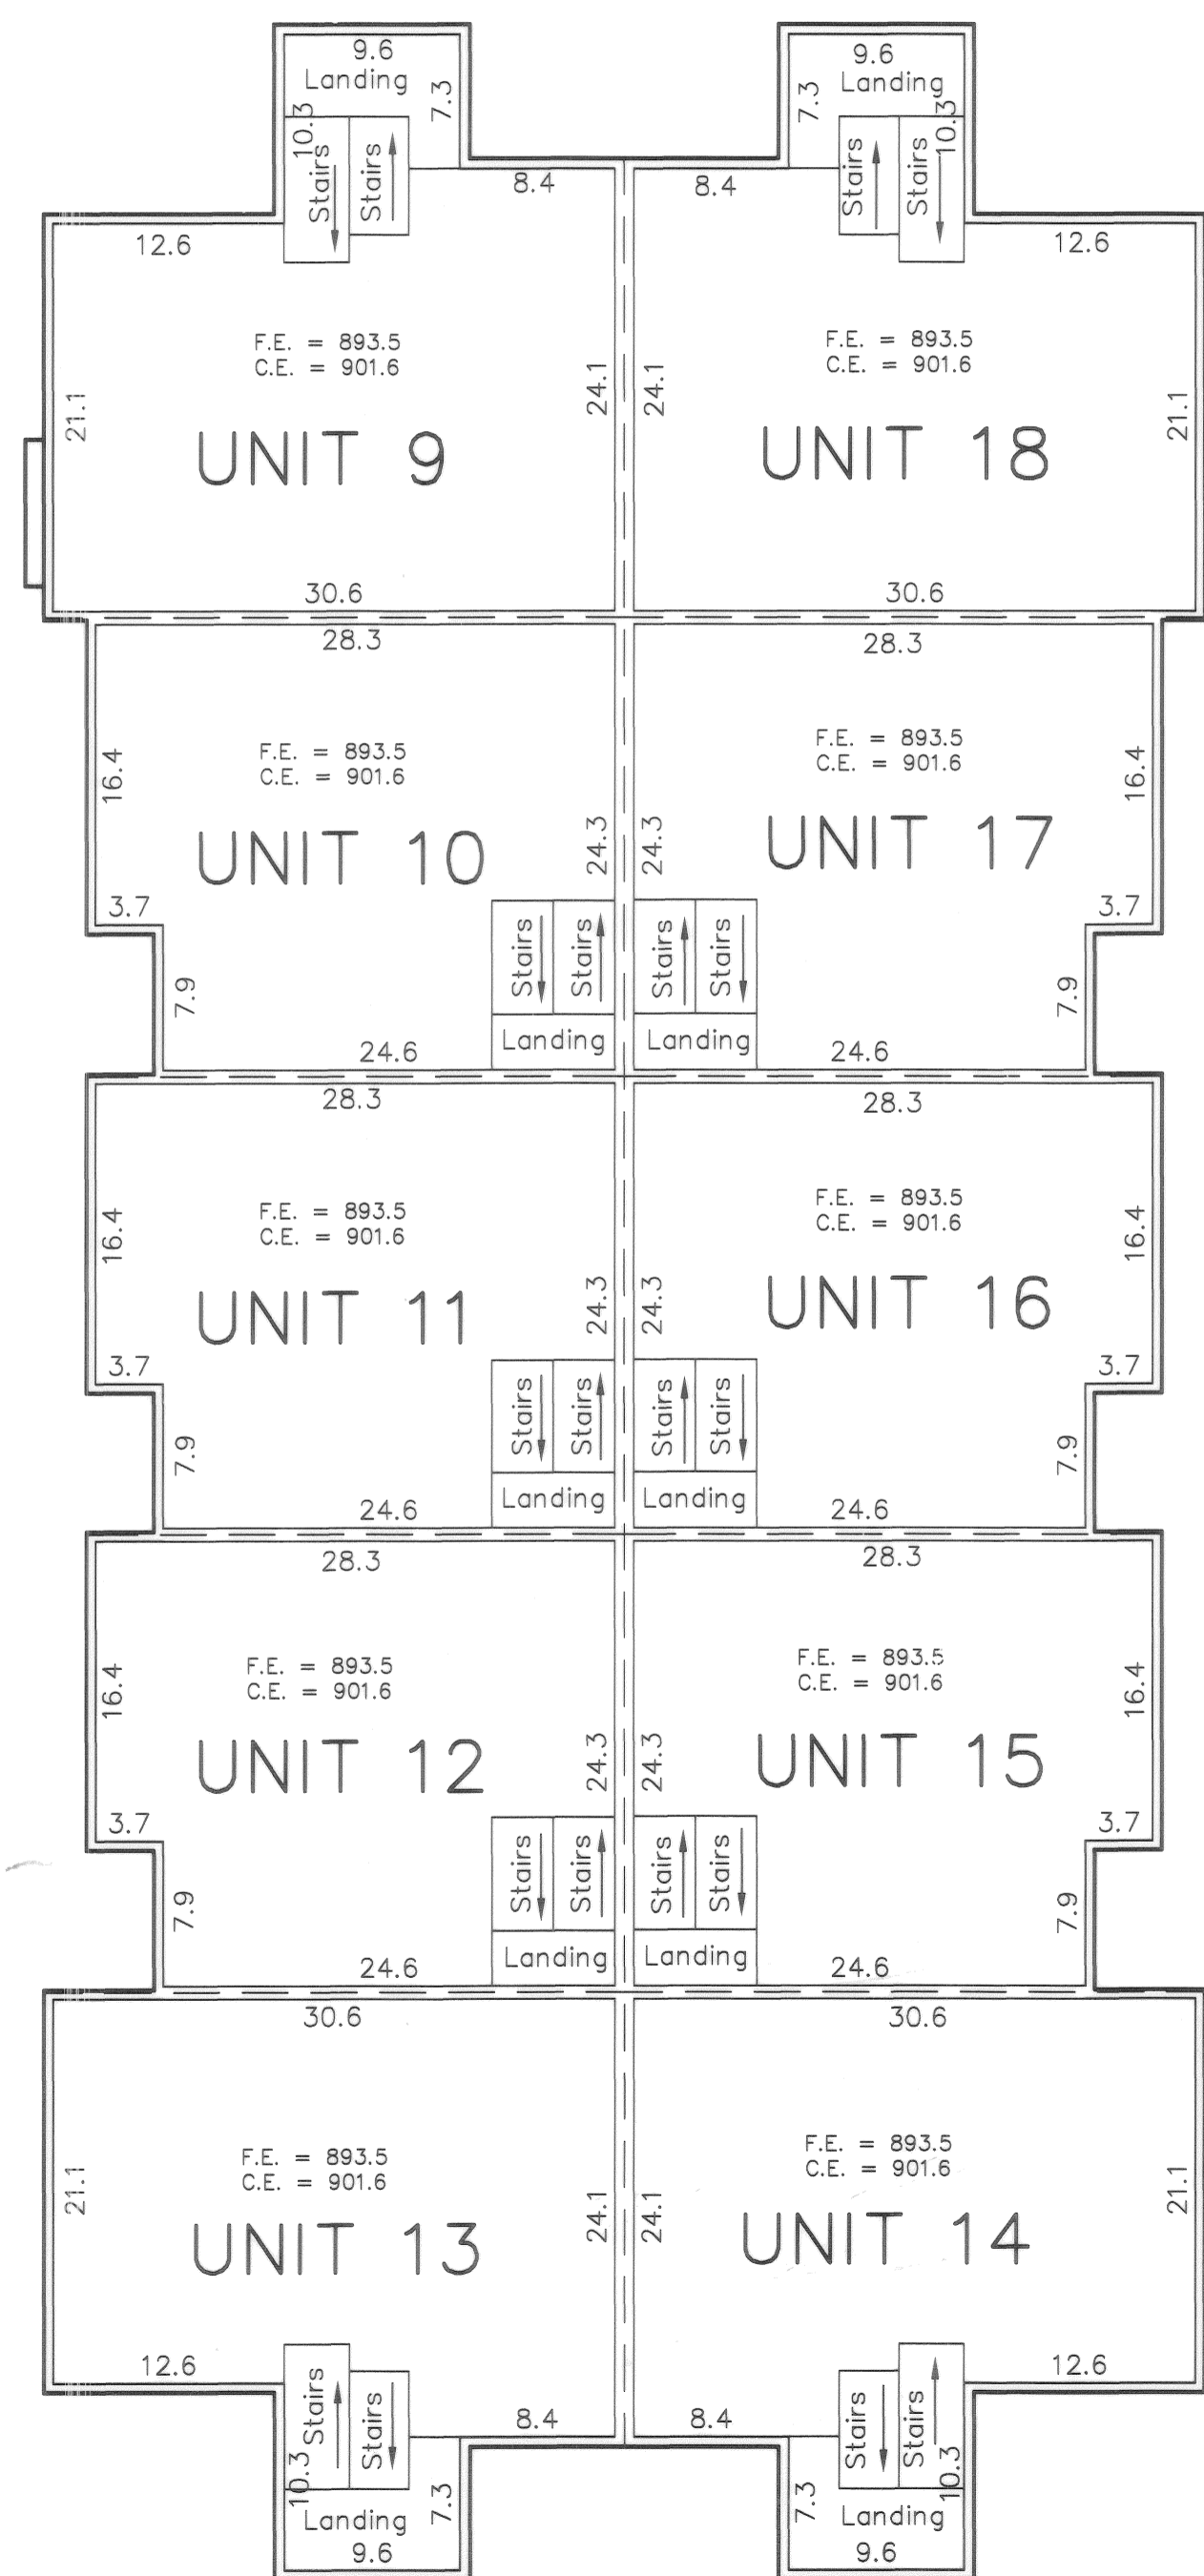 9.6
Landing
10.3
7.3
Stairs
Stairs
12.6
8.4
F.E. = 893.5
C.E. = 901.6
21.1
24.1
UNIT 9
30.6
9.6
Landing
7.3
10.3
Stairs
Stairs
8.4
12.6
F.E. = 893.5
C.E. = 901.6
24.1
21.1
UNIT 18
30.6
28.3
16.4
F.E. = 893.5
C.E. = 901.6
UNIT 10
24.3
3.7
7.9
Stairs
Stairs
Landing
24.6
28.3
F.E. = 893.5
C.E. = 901.6
16.4
24.3
UNIT 17
3.7
Stairs
Stairs
7.9
Landing
24.6
28.3
16.4
F.E. = 893.5
C.E. = 901.6
UNIT 11
24.3
3.7
7.9
Stairs
Stairs
Landing
24.6
28.3
F.E. = 893.5
C.E. = 901.6
16.4
24.3
UNIT 16
3.7
Stairs
Stairs
7.9
Landing
24.6
28.3
F.E. = 893.5
C.E. = 901.6
16.4
UNIT 12
24.3
3.7
7.9
Stairs
Stairs
Landing
24.6
28.3
F.E. = 893.5
C.E. = 901.6
16.4
24.3
UNIT 15
3.7
Stairs
Stairs
7.9
Landing
24.6
30.6
F.E. = 893.5
C.E. = 901.6
21.1
24.1
UNIT 13
12.6
Stairs
Stairs
8.4
10.3
7.3
Landing
9.6
30.6
F.E. = 893.5
C.E. = 901.6
24.1
21.1
UNIT 14
12.6
8.4
Stairs
Stairs
7.3
10.3
Landing
9.6